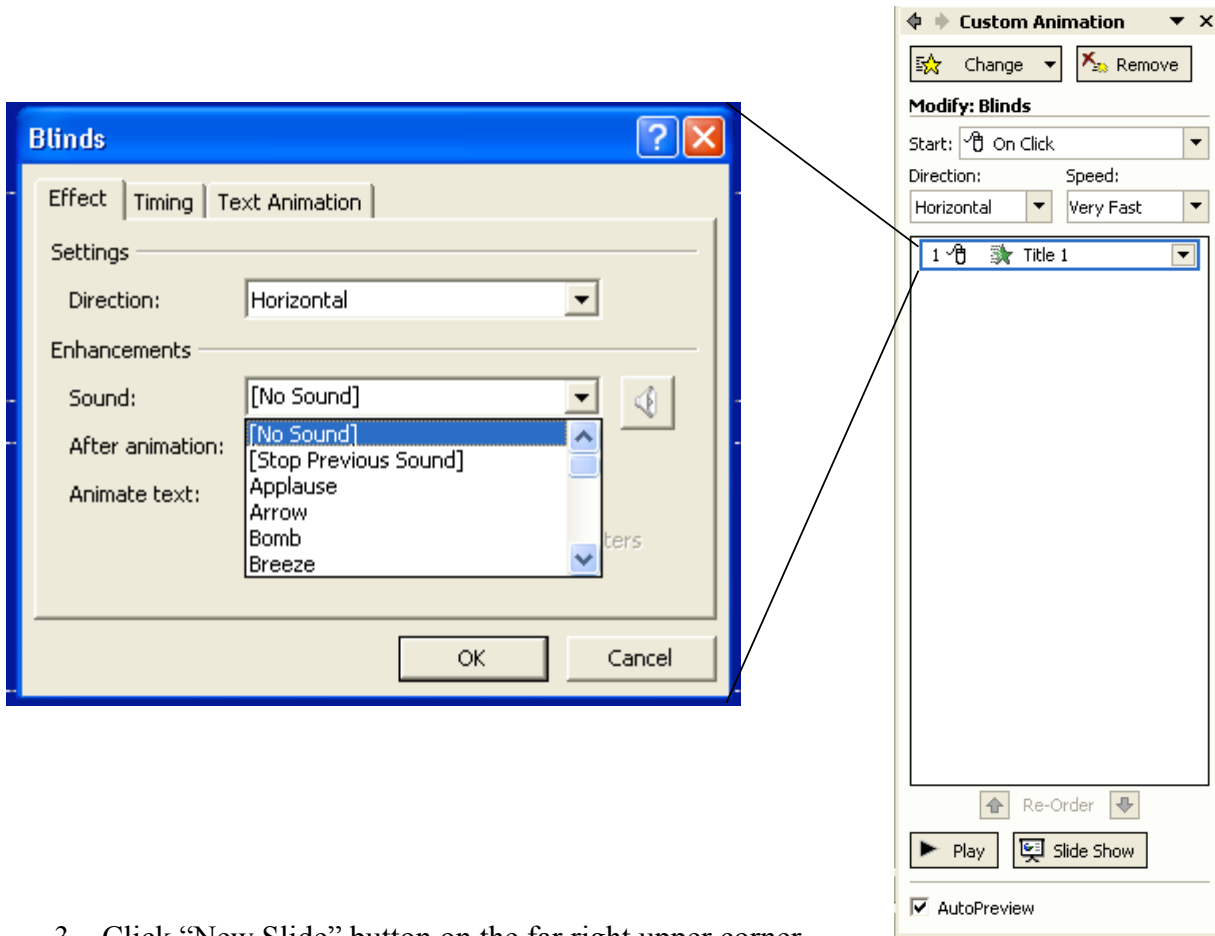 Custom Animation
Change
Remove
Modify: Blinds
Start: On Click
Direction: Speed:
Horizontal Very Fast
1 Title 1
Re-Order
Play Slide Show
AutoPreview
Blinds
Effect Timing Text Animation
Settings
Direction: Horizontal
Enhancements
Sound: [No Sound]
After animation:
Animate text:
[No Sound]
[Stop Previous Sound]
Applause
Arrow
Bomb
Breeze
OK Cancel
Click “New Slide” button on the far right upper corner